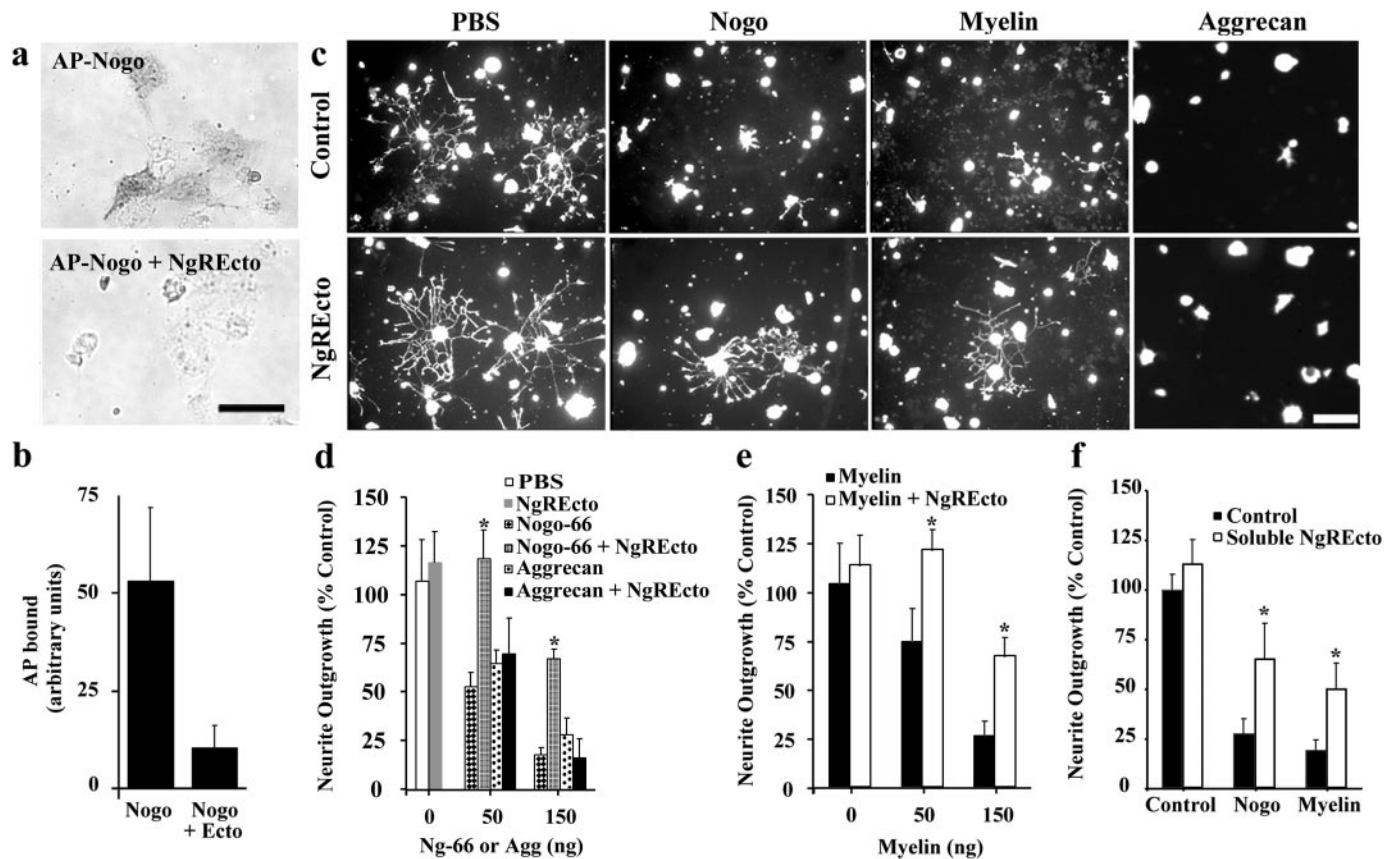 a
AP-Nogo
AP-Nogo + NgREcto
c
PBS
Nogo
Myelin
Aggrecan
Control
NgREcto
b
AP bound
(arbitrary units)
75
50
25
0
Nogo
Nogo
+ Ecto
d
Neurite Outgrowth (% Control)
150
125
100
75
50
25
0
PBS
NgREcto
Nogo-66
Nogo-66 + NgREcto
Aggrecan
Aggrecan + NgREcto
*
*
0
50
150
Ng-66 or Agg (ng)
e
Neurite Outgrowth (% Control)
150
125
100
75
50
25
0
Myelin
Myelin + NgREcto
*
*
0
50
150
Myelin (ng)
f
Neurite Outgrowth (% Control)
150
125
100
75
50
25
0
Control
Soluble NgREcto
*
*
Control
Nogo
Myelin